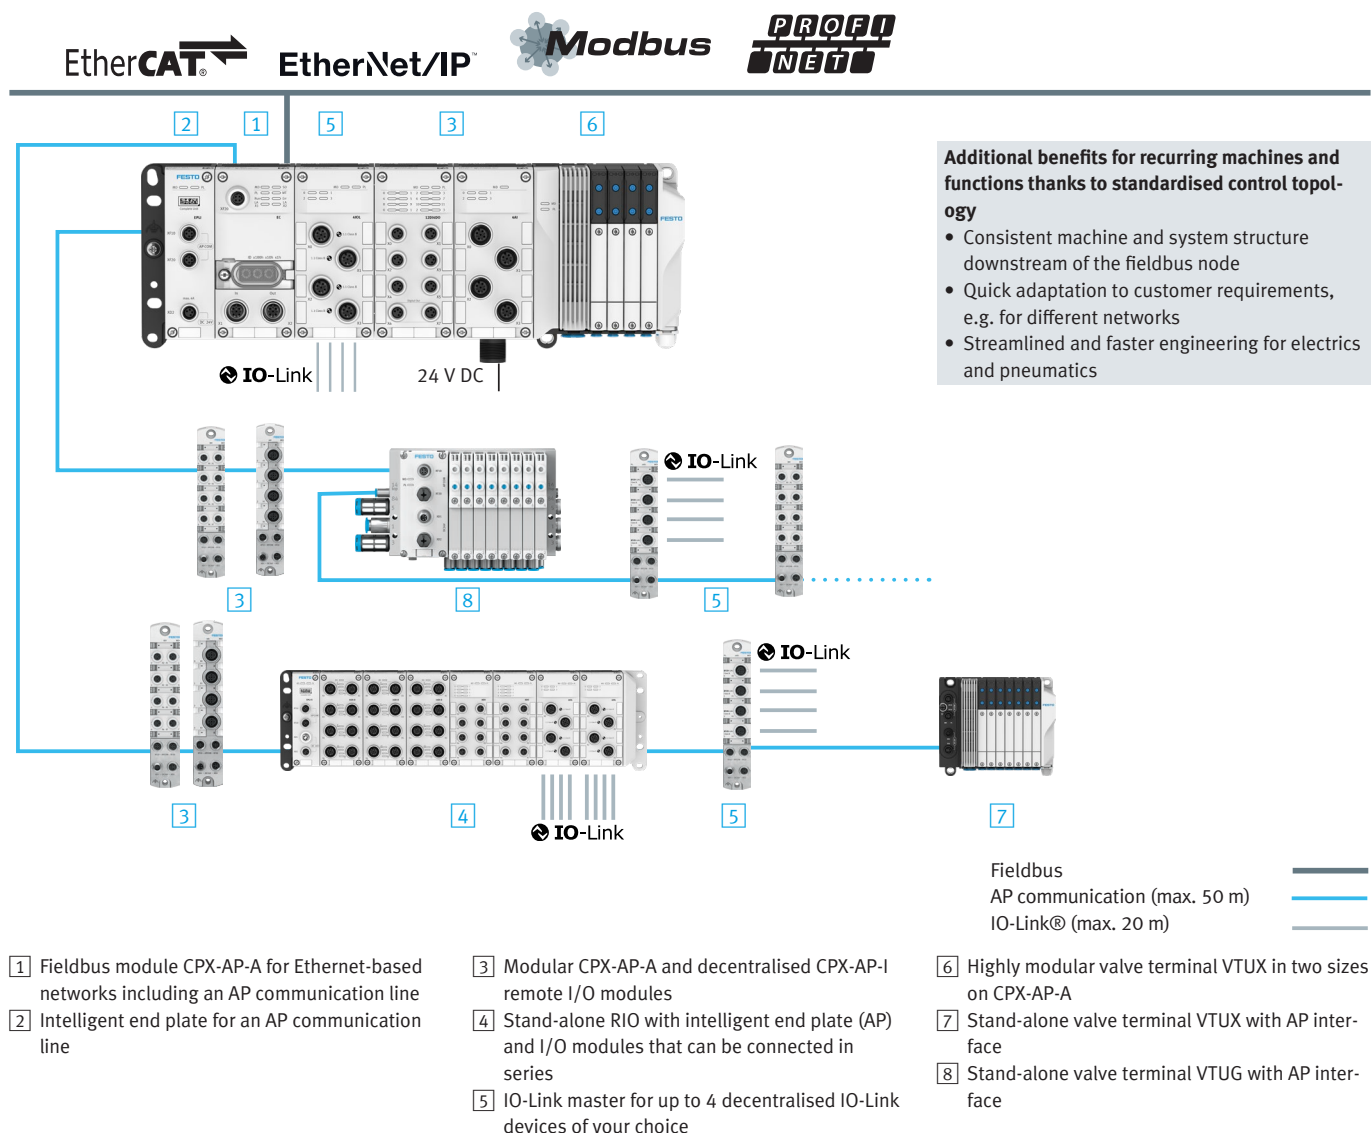 EtherCAT®
EtherNet/IP™
Modbus
PROFI
NET
2
1
5
3
6
FESTO
FESTO
IO-Link
24 V DC
Additional benefits for recurring machines and
functions thanks to standardised control topol-
ogy
• Consistent machine and system structure
downstream of the fieldbus node
• Quick adaptation to customer requirements,
e.g. for different networks
• Streamlined and faster engineering for electrics
and pneumatics
FESTO
IO-Link
3
8
5
IO-Link
FESTO
3
4
5
7
IO-Link
Fieldbus
AP communication (max. 50 m)
IO-Link® (max. 20 m)
1 Fieldbus module CPX-AP-A for Ethernet-based
networks including an AP communication line
2 Intelligent end plate for an AP communication
line
3 Modular CPX-AP-A and decentralised CPX-AP-I
remote I/O modules
4 Stand-alone RIO with intelligent end plate (AP)
and I/O modules that can be connected in
series
5 IO-Link master for up to 4 decentralised IO-Link
devices of your choice
6 Highly modular valve terminal VTUX in two sizes
on CPX-AP-A
7 Stand-alone valve terminal VTUX with AP inter-
face
8 Stand-alone valve terminal VTUG with AP inter-
face